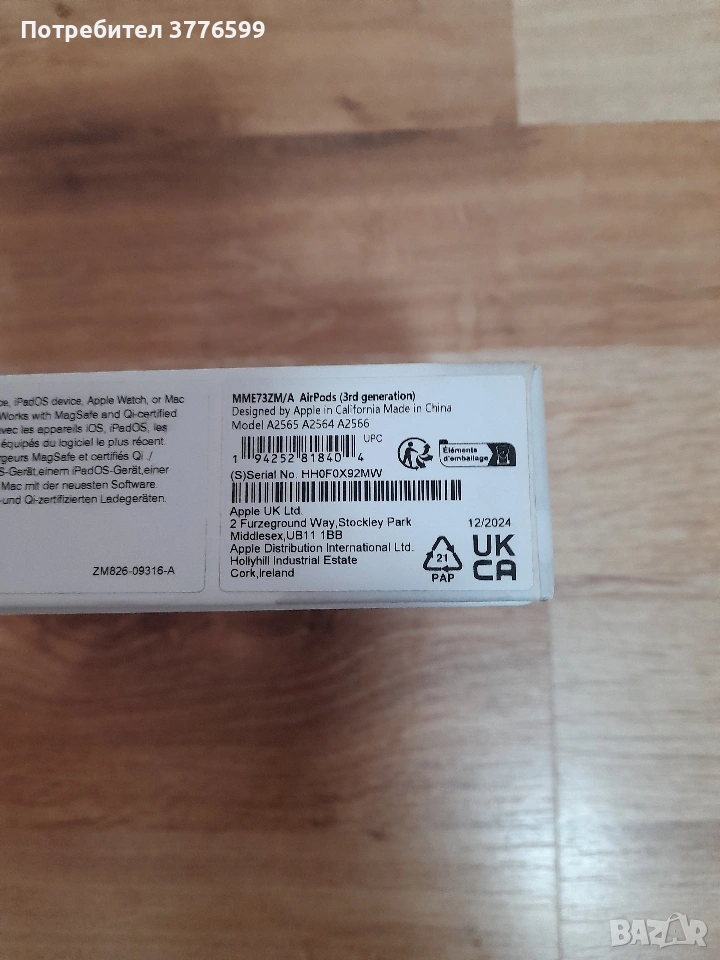 Потребител 3776599
ce, iPadOS device, Apple Watch, or Mac
Works with MagSafe and Qi-certified
avec les appareils iOS, iPadOS, les
équipés du logiciel le plus récent
geurs MagSafe et certifiés Qi ./
S-Gerät,einem iPadOS-Gerät,einer
Mac mit der neuesten Software.
-und Qi-zertifizierten Ladegeräten.
ZM826-09316-A
MME73ZM/A AirPods (3rd generation)
Designed by Apple in California Made in China
Model A2565 A2564 A2566
UPC
1 94252 81840 4
Éléments
d'emballage
(S)Serial No. HH0F0X92MW
Apple UK Ltd.
2 Furzeground Way,Stockley Park
Middlesex,UB11 1BB
Apple Distribution International Ltd.
Hollyhill Industrial Estate
Cork,Ireland
12/2024
21
PAP
UK
CA
BAZAR